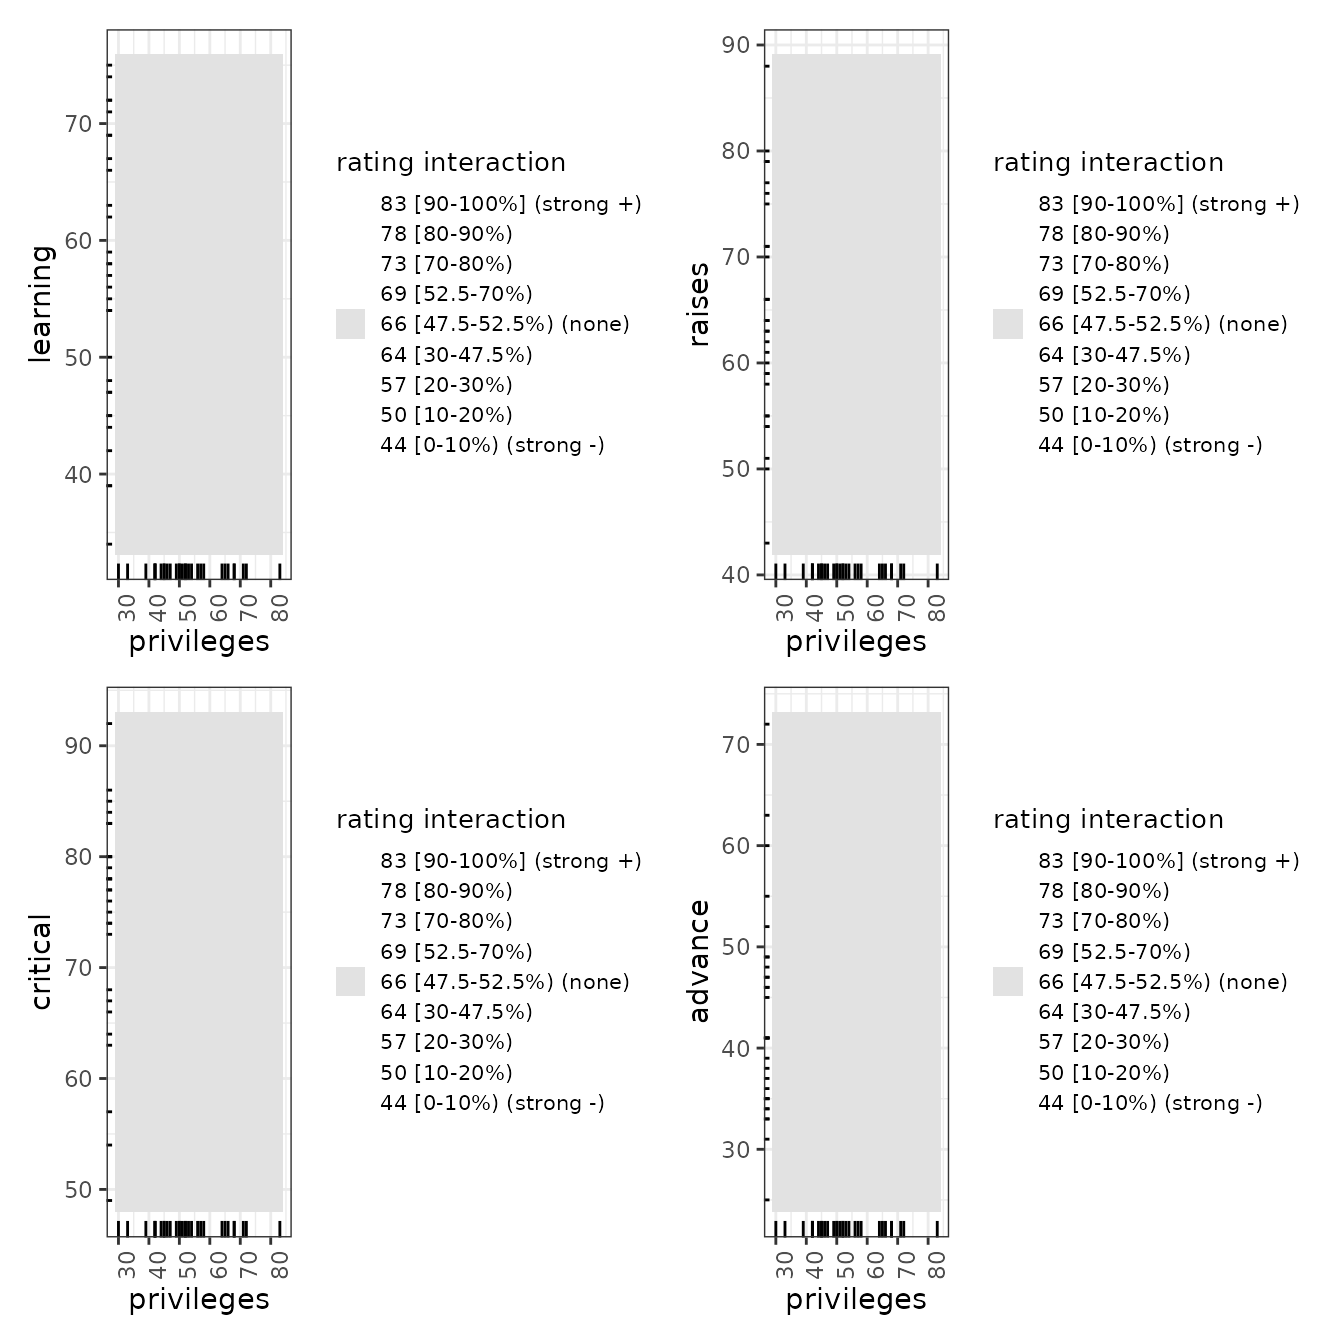 learning
70
60
50
40
30 40 50 60 70 80
privileges
rating interaction
83 [90-100%] (strong +)
78 [80-90%)
73 [70-80%)
69 [52.5-70%)
66 [47.5-52.5%) (none)
64 [30-47.5%)
57 [20-30%)
50 [10-20%)
44 [0-10%) (strong -)
raises
90
80
70
60
50
40
30 40 50 60 70 80
privileges
rating interaction
83 [90-100%] (strong +)
78 [80-90%)
73 [70-80%)
69 [52.5-70%)
66 [47.5-52.5%) (none)
64 [30-47.5%)
57 [20-30%)
50 [10-20%)
44 [0-10%) (strong -)
critical
90
80
70
60
50
30 40 50 60 70 80
privileges
rating interaction
83 [90-100%] (strong +)
78 [80-90%)
73 [70-80%)
69 [52.5-70%)
66 [47.5-52.5%) (none)
64 [30-47.5%)
57 [20-30%)
50 [10-20%)
44 [0-10%) (strong -)
advance
70
60
50
40
30
30 40 50 60 70 80
privileges
rating interaction
83 [90-100%] (strong +)
78 [80-90%)
73 [70-80%)
69 [52.5-70%)
66 [47.5-52.5%) (none)
64 [30-47.5%)
57 [20-30%)
50 [10-20%)
44 [0-10%) (strong -)